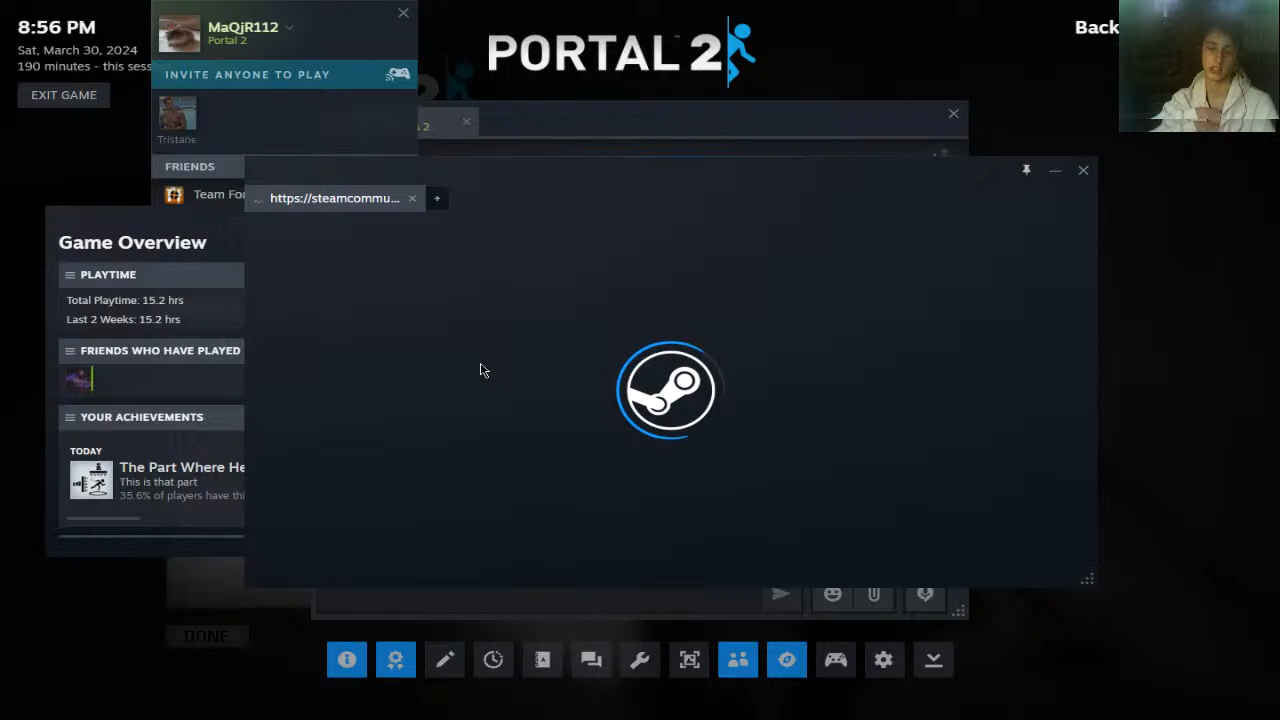 8:56 PM
Sat, March 30, 2024
190 minutes - this sess
EXIT GAME
MaQjR112
Portal 2
INVITE ANYONE TO PLAY
Tristane
FRIENDS
Team For
PORTAL 2
Back
2
https://steamcommu...
+
Game Overview
PLAYTIME
Total Playtime: 15.2 hrs
Last 2 Weeks: 15.2 hrs
FRIENDS WHO HAVE PLAYED
YOUR ACHIEVEMENTS
TODAY
The Part Where He
This is that part
35.6% of players have thi
DONE